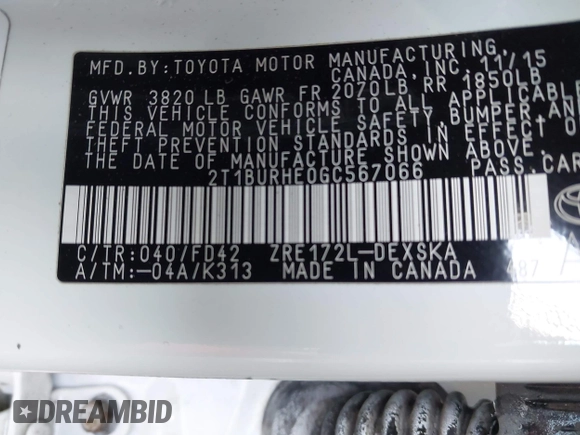 MFD. BY: TOYOTA MOTOR MANUFACTURING,
CANADA, INC. 11/15
GVWR 3820 LB GAWR FR 2070LB, RR 1850LB
THIS VEHICLE CONFORMS TO ALL APPLICABLE
FEDERAL MOTOR VEHICLE SAFETY, BUMPER, AND
THEFT PREVENTION STANDARDS IN EFFECT O
THE DATE OF MANUFACTURE SHOWN ABOVE.
2T1BURHE0GC567066 PASS. CAR
C/TR: 040/FD42 ZRE172L-DEXSKA
A/TM: -04A/K313 MADE IN CANADA 487
DREAMBID